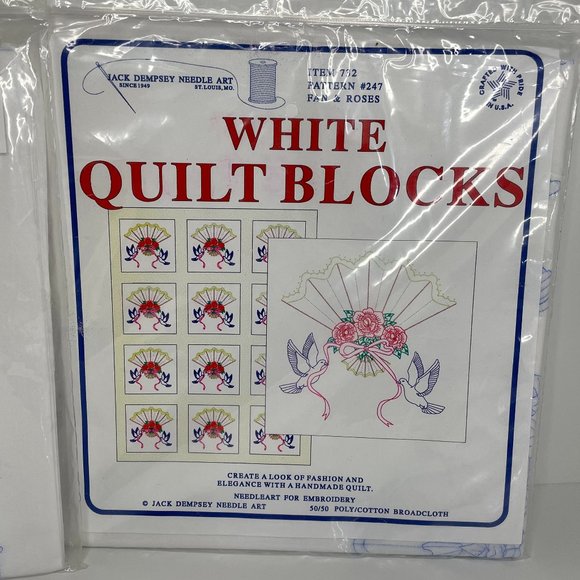 JACK DEMPSEY NEEDLE ART
SINCE 1949 ST. LOUIS, MO.
ITEM 732
PATTERN #247
FAN & ROSES
CRAFTED WITH PRIDE
IN U.S.A.
WHITE
QUILT BLOCKS
CREATE A LOOK OF FASHION AND
ELEGANCE WITH A HANDMADE QUILT.
NEEDLEART FOR EMBROIDERY
© JACK DEMPSEY NEEDLE ART 50/50 POLY/COTTON BROADCLOTH